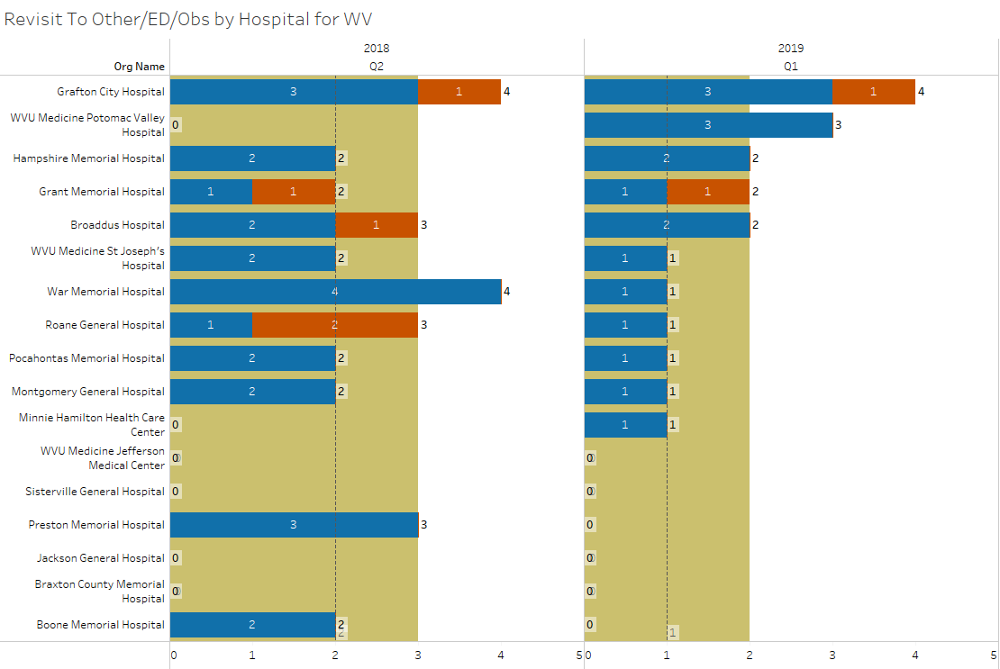 Revisit To Other/ED/Obs by Hospital for WV
2018 2019
Org Name Q2 Q1
Grafton City Hospital 3 1 4 3 1 4
WVU Medicine Potomac Valley
Hospital 0 3 3
Hampshire Memorial Hospital 2 2 2 2
Grant Memorial Hospital 1 1 2 1 1 2
Broaddus Hospital 2 1 3 2 2
WVU Medicine St Joseph's
Hospital 2 2 1 1
War Memorial Hospital 4 4 1 1
Roane General Hospital 1 2 3 1 1
Pocahontas Memorial Hospital 2 2 1 1
Montgomery General Hospital 2 2 1 1
Minnie Hamilton Health Care
Center 0 1 1
WVU Medicine Jefferson
Medical Center 0 0
Sisterville General Hospital 0 0
Preston Memorial Hospital 3 3 0
Jackson General Hospital 0 0
Braxton County Memorial
Hospital 0 0
Boone Memorial Hospital 2 2 0
2 1
0 1 2 3 4 5 0 1 2 3 4 5